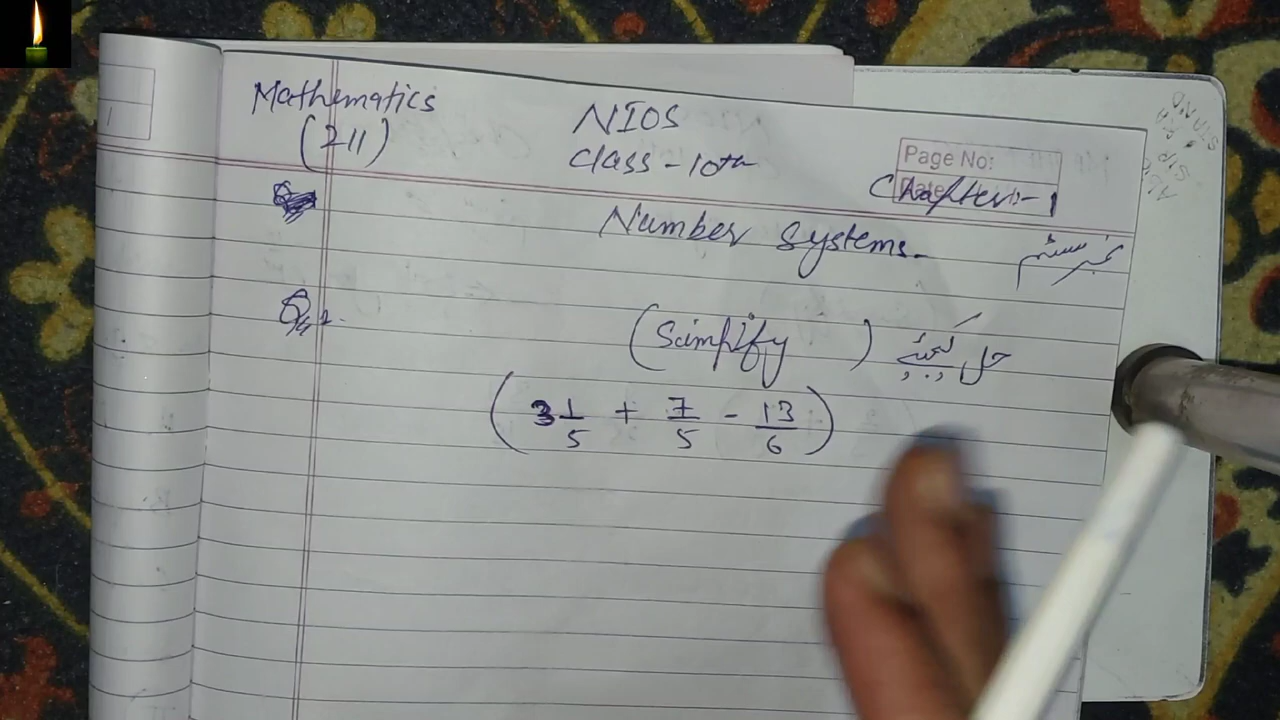 Mathematics
(211)
NIOS
Class - 10th
Page No:
Chapter:- 1
Number Systems.
نمبر سسٹم
(Simplify) حل کیجئے
(3 1/5 + 7/5 - 13/6)